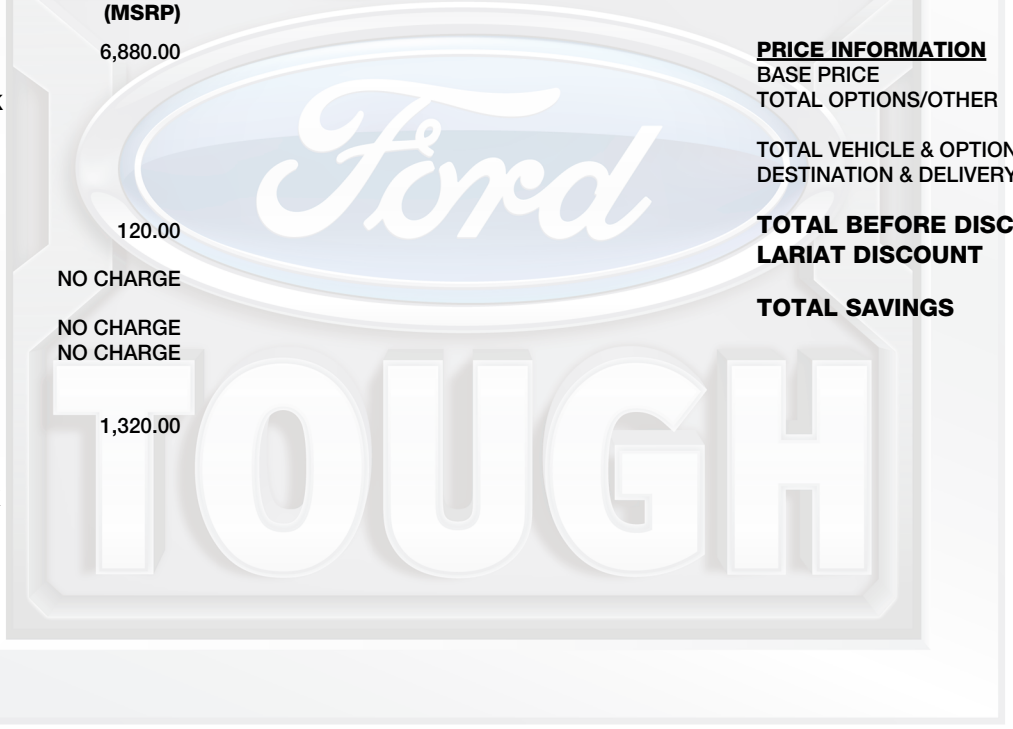 (MSRP)
6,880.00
120.00
NO CHARGE
NO CHARGE
NO CHARGE
1,320.00
PRICE INFORMATION
BASE PRICE
TOTAL OPTIONS/OTHER
TOTAL VEHICLE & OPTION
DESTINATION & DELIVERY
TOTAL BEFORE DISC
LARIAT DISCOUNT
TOTAL SAVINGS
Ford
TOUGH